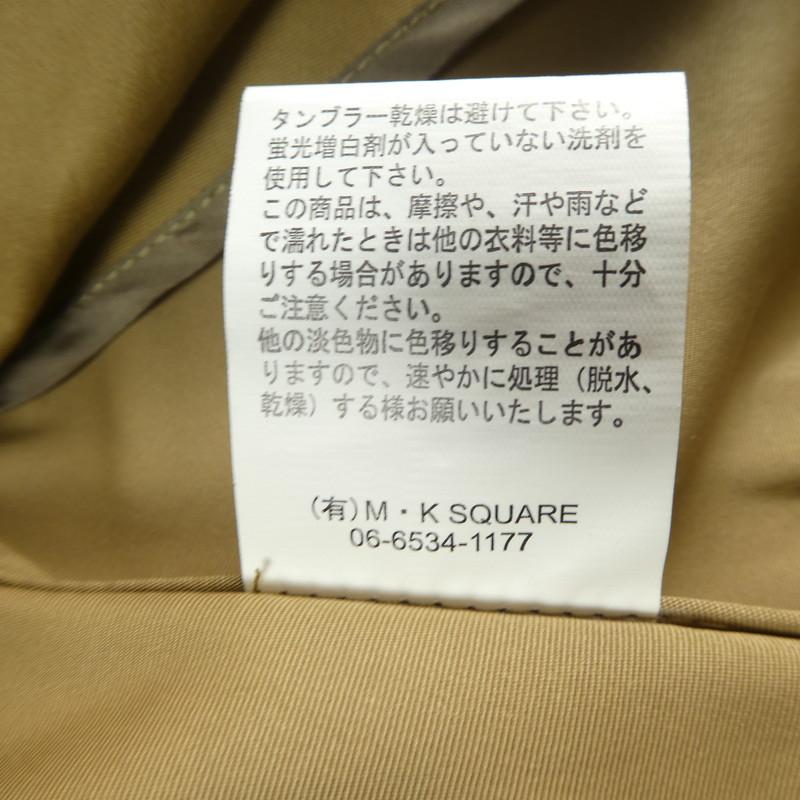 タンブラー乾燥は避けて下さい。
蛍光増白剤が入っていない洗剤を
使用して下さい。
この商品は、摩擦や、汗や雨など
で濡れたときは他の衣料等に色移
りする場合がありますので、十分
ご注意ください。
他の淡色物に色移りすることがあ
りますので、速やかに処理（脱水、
乾燥）する様お願いいたします。
(有)M・K SQUARE
06-6534-1177